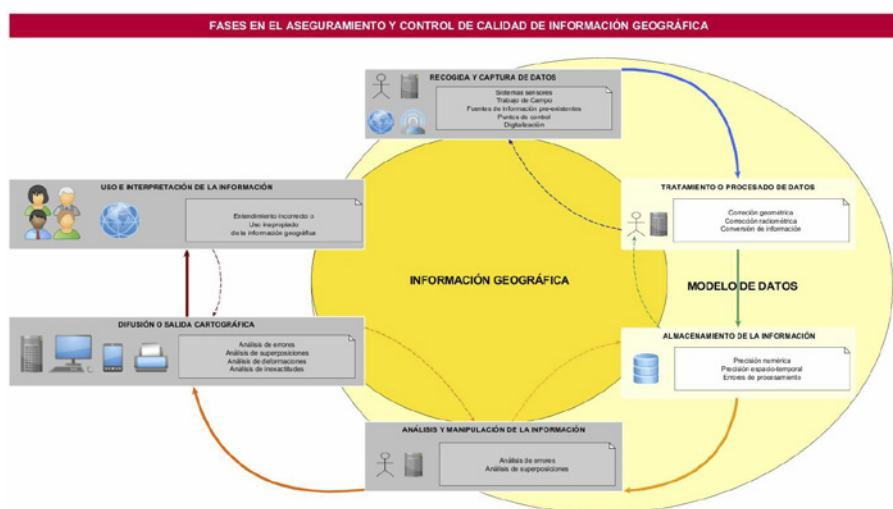 FASES EN EL ASEGURAMIENTO Y CONTROL DE CALIDAD DE INFORMACIÓN GEOGRÁFICA
RECOGIDA Y CAPTURA DE DATOS
Sistemas sensores
Trabajo de Campo
Fuentes de información pre-existentes
Puntos de control
Digitalización
USO E INTERPRETACIÓN DE LA INFORMACIÓN
Entendimiento incorrecto o
Uso inapropiado
de la información geográfica
TRATAMIENTO O PROCESADO DE DATOS
Correción geométrica
Corrección radiométrica
Conversión de información
INFORMACIÓN GEOGRÁFICA
MODELO DE DATOS
DIFUSIÓN O SALIDA CARTOGRÁFICA
Análisis de errores
Análisis de superposiciones
Análisis de deformaciones
Análisis de inexactitudes
ALMACENAMIENTO DE LA INFORMACIÓN
Precisión numérica
Precisión espacio-temporal
Errores de procesamiento
ANÁLISIS Y MANIPULACIÓN DE LA INFORMACIÓN
Análisis de errores
Análisis de superposiciones